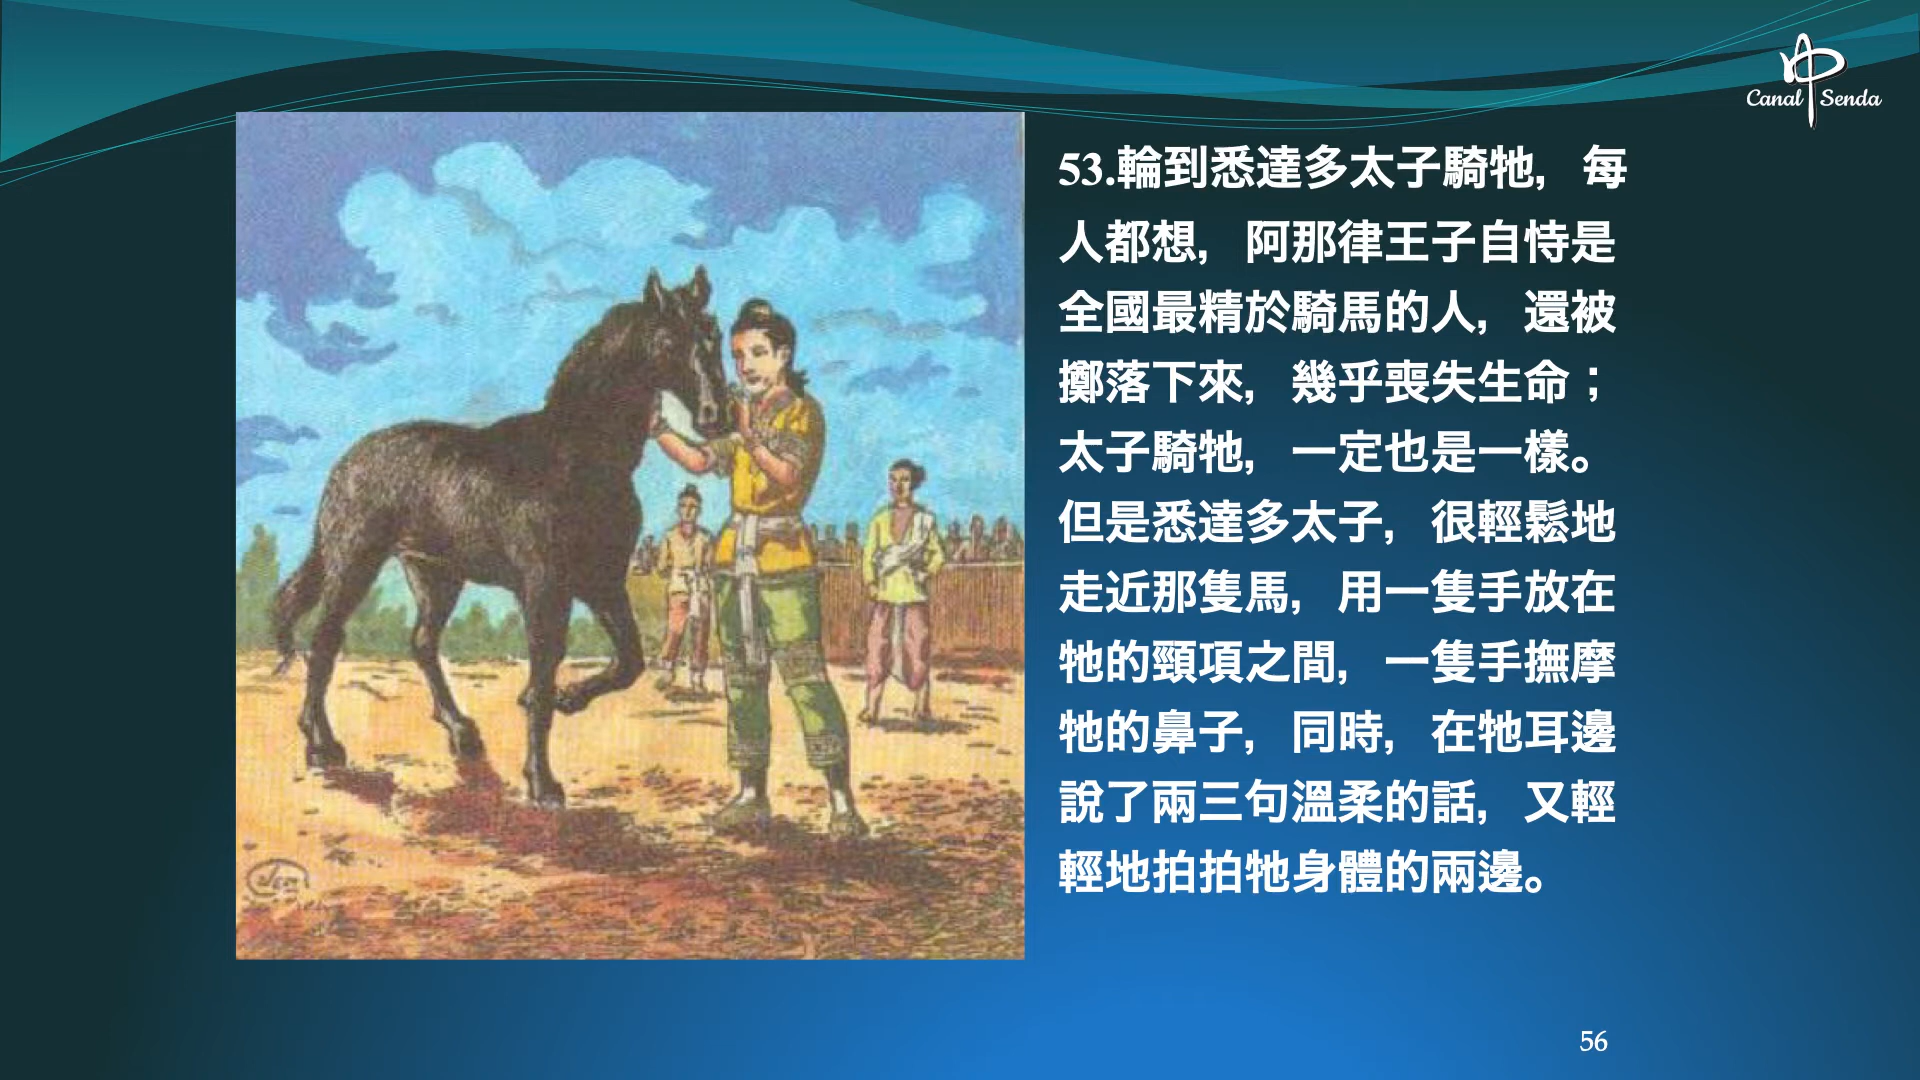 Canal Senda
53.輪到悉達多太子騎牠，每
人都想，阿那律王子自恃是
全國最精於騎馬的人，還被
擲落下來，幾乎喪失生命；
太子騎牠，一定也是一樣。
但是悉達多太子，很輕鬆地
走近那隻馬，用一隻手放在
牠的頸項之間，一隻手撫摩
牠的鼻子，同時，在牠耳邊
說了兩三句溫柔的話，又輕
輕地拍拍牠身體的兩邊。
56